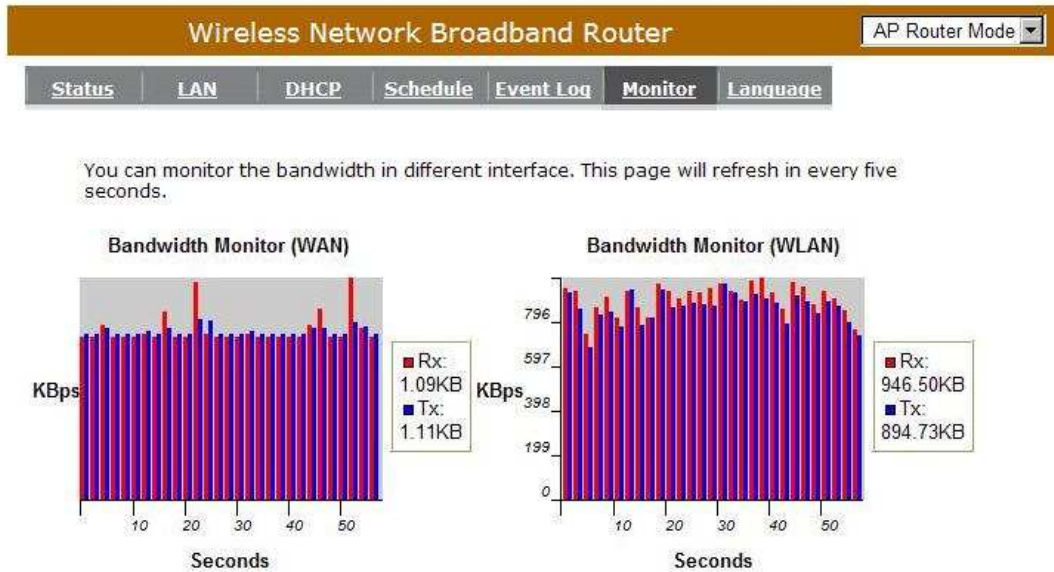 Wireless Network Broadband Router
AP Router Mode
Status LAN DHCP Schedule Event Log Monitor Language
You can monitor the bandwidth in different interface. This page will refresh in every five
seconds.
Bandwidth Monitor (WAN)
KBps
10 20 30 40 50
Seconds
Rx:
1.09KB
Tx:
1.11KB
Bandwidth Monitor (WLAN)
KBps
796
597
398
199
0
10 20 30 40 50
Seconds
Rx:
946.50KB
Tx:
894.73KB